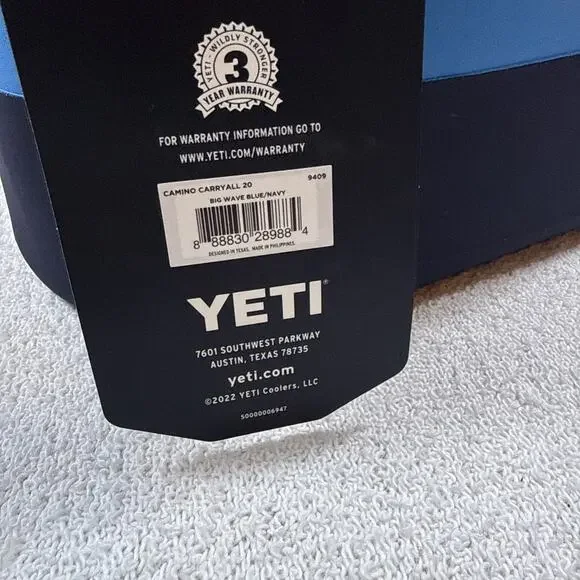 YETI · WILDLY STRONGER
3
YEAR WARRANTY
FOR WARRANTY INFORMATION GO TO
WWW.YETI.COM/WARRANTY
CAMINO CARRYALL 20 9409
BIG WAVE BLUE/NAVY
8 88830 28988 4
DESIGNED IN TEXAS. MADE IN PHILIPPINES.
YETI®
7601 SOUTHWEST PARKWAY
AUSTIN, TEXAS 78735
yeti.com
©2022 YETI Coolers, LLC
50000006947